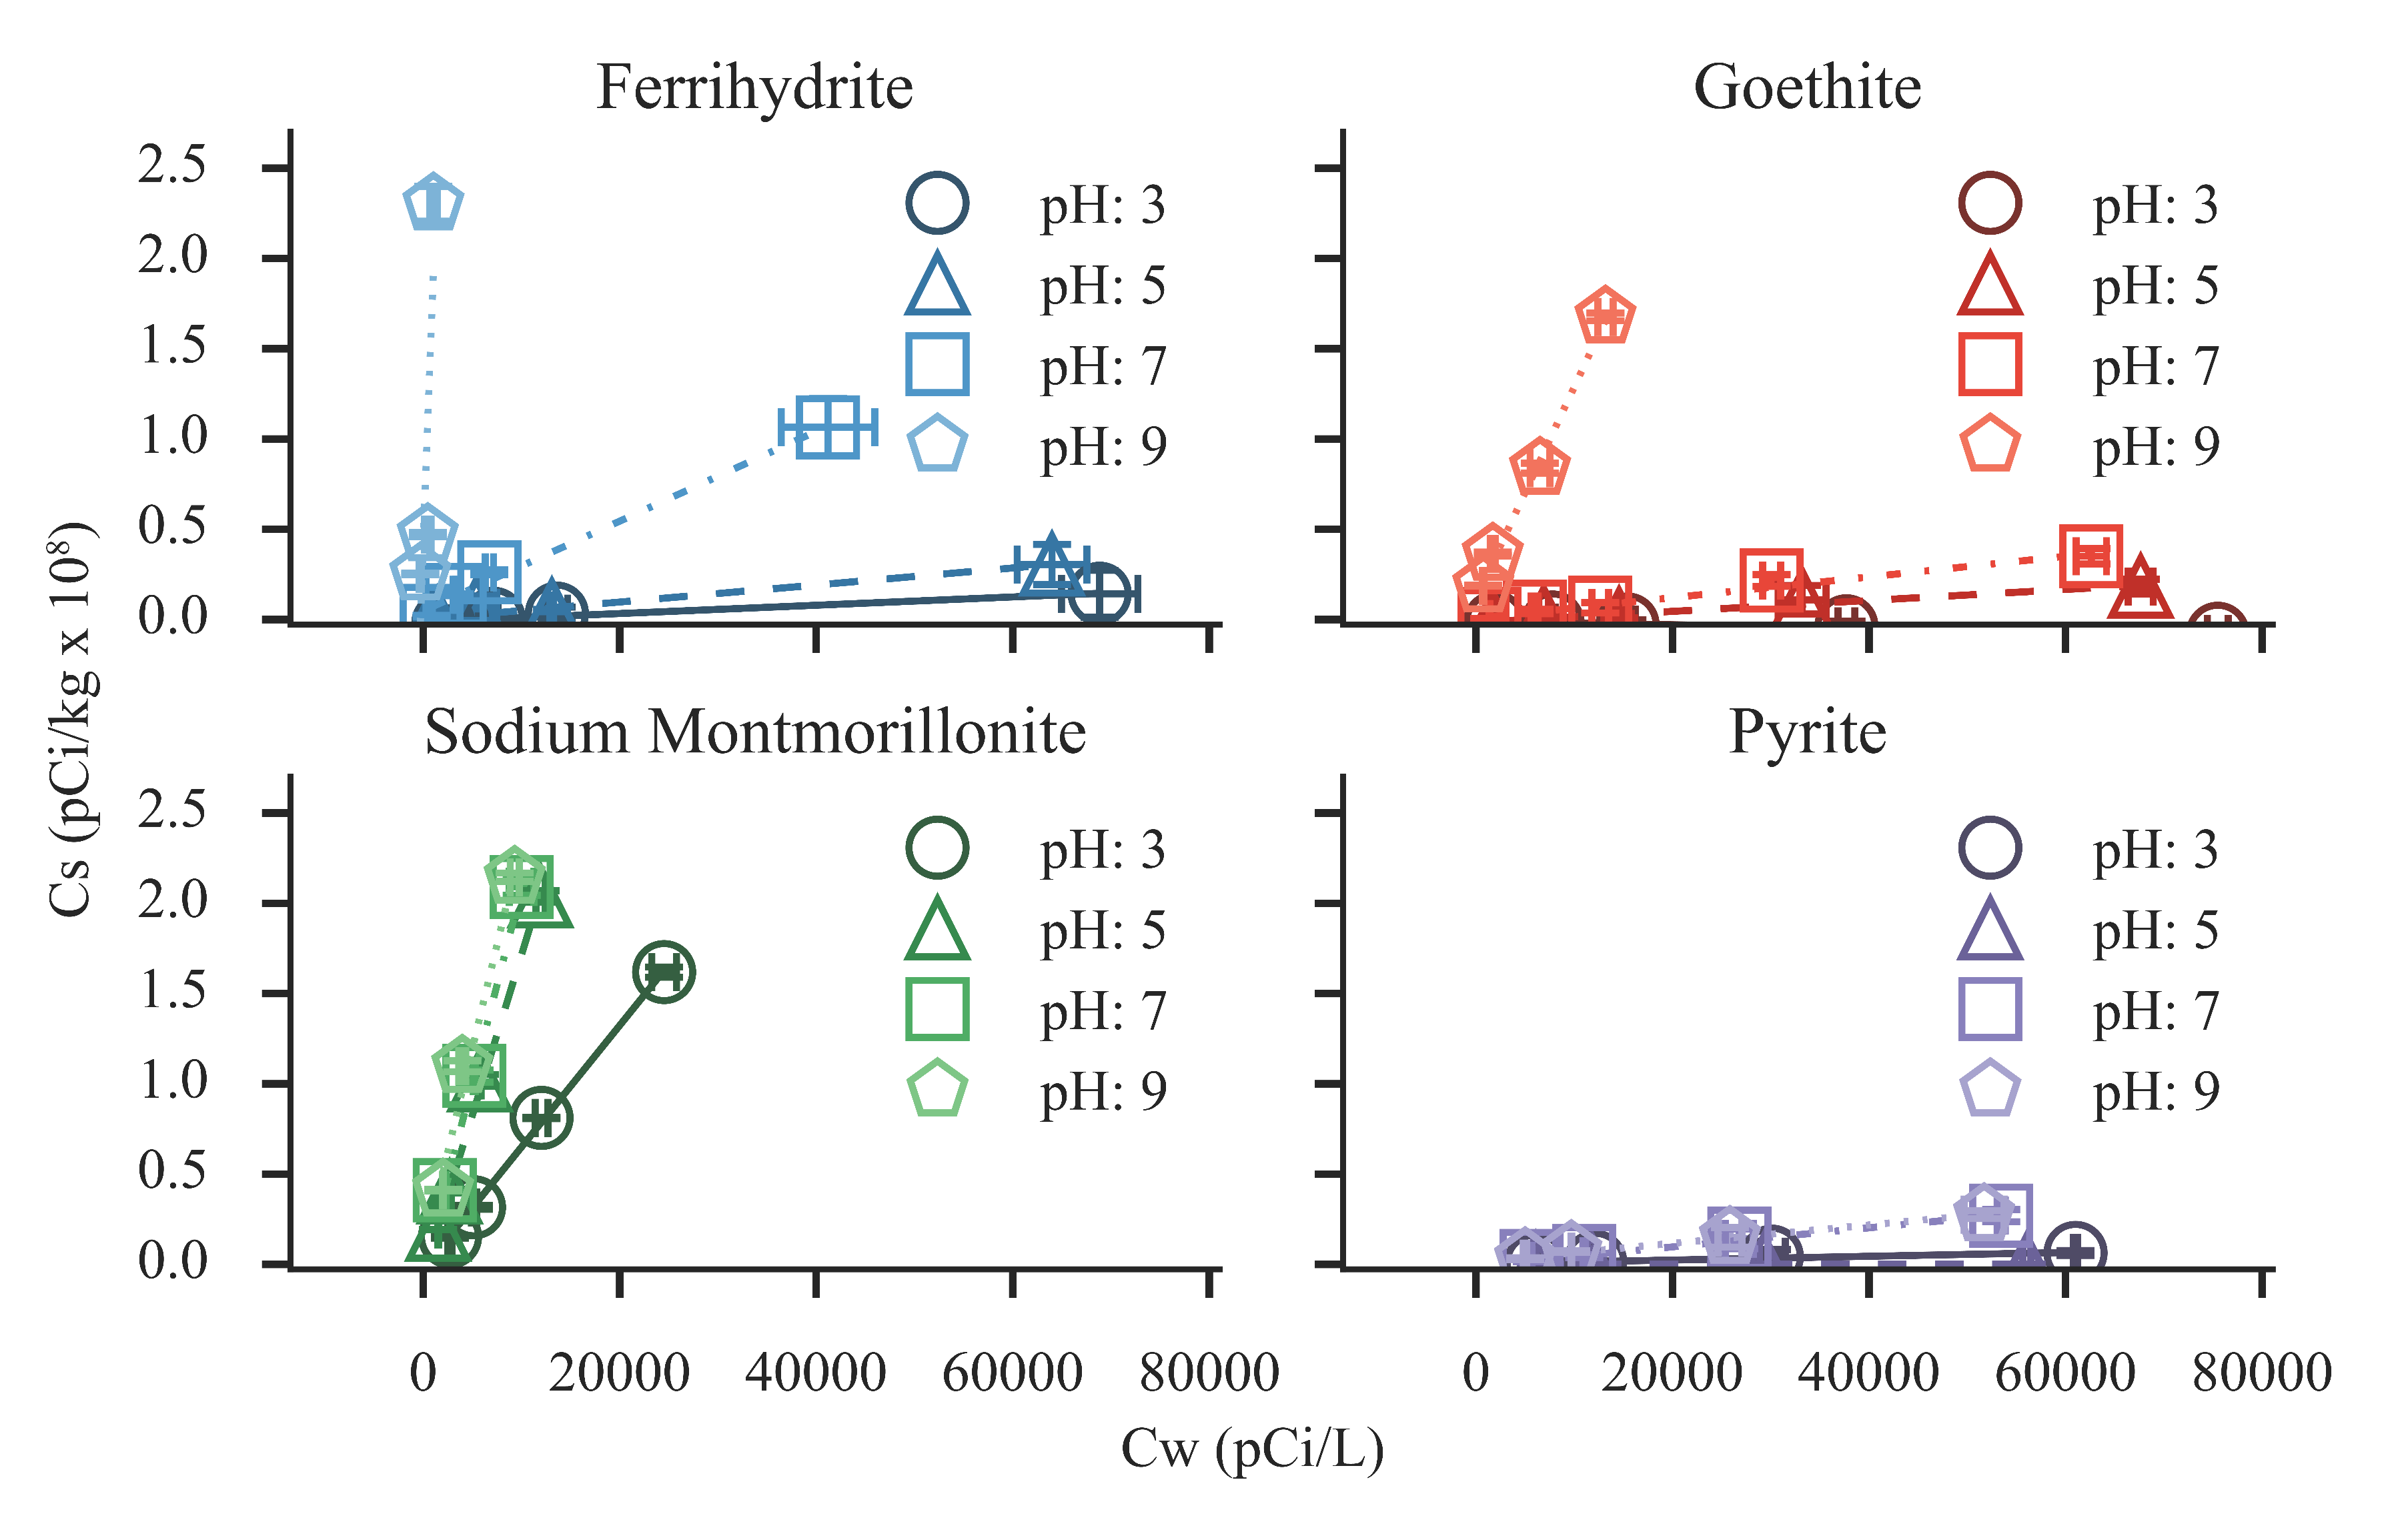 Ferrihydrite
2.5
2.0
1.5
1.0
0.5
0.0
pH: 3
pH: 5
pH: 7
pH: 9
Goethite
pH: 3
pH: 5
pH: 7
pH: 9
Cs (pCi/kg x 10⁸)
Sodium Montmorillonite
2.5
2.0
1.5
1.0
0.5
0.0
pH: 3
pH: 5
pH: 7
pH: 9
0 20000 40000 60000 80000
Pyrite
pH: 3
pH: 5
pH: 7
pH: 9
0 20000 40000 60000 80000
Cw (pCi/L)